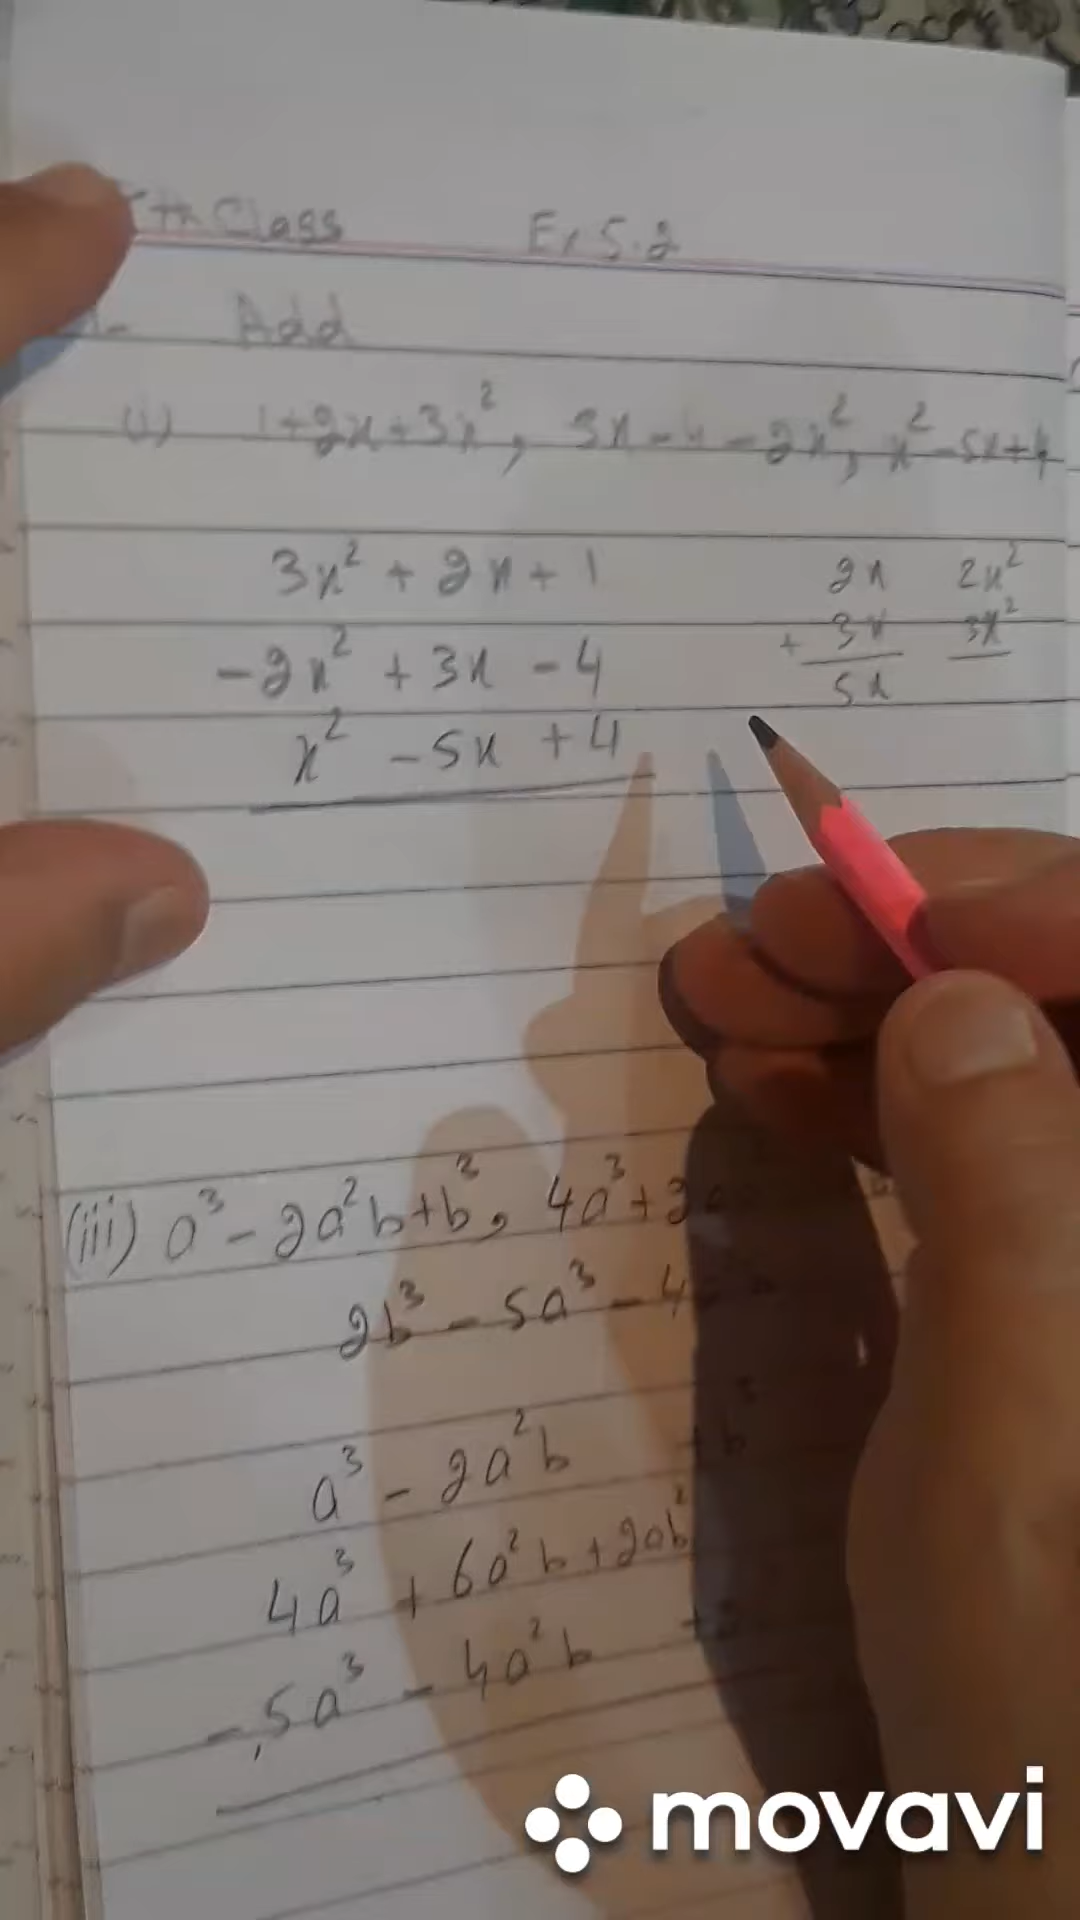 Class Ex 5.2
Add
(i) 1+2x+3x², 3x-4-2x², x²-5x+4
3x² + 2x + 1 2x 2x²
-2x² + 3x - 4 + 3x 3x²
x² - 5x + 4 5x
(iii) a³ - 2a²b+b³, 4a³+2
2b³ - 5a³ - 4
a³ - 2a²b +b³
4a³ + 6a²b+2ab²
-5a³ - 4a²b
movavi